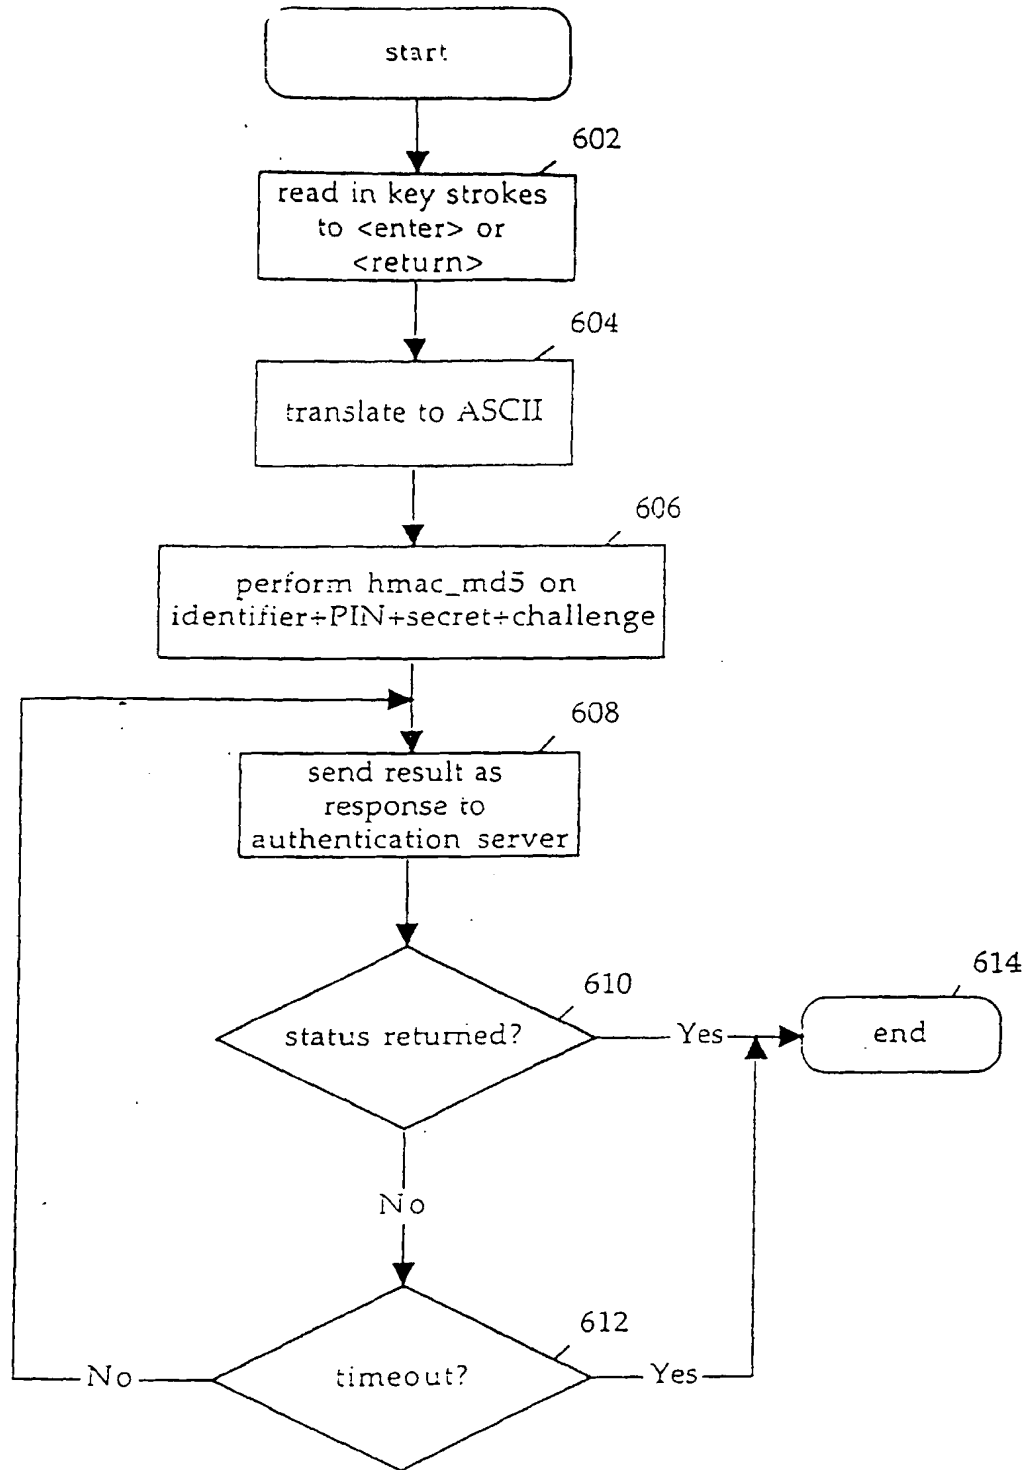 start
602
read in key strokes
to <enter> or
<return>
604
translate to ASCII
606
perform hmac_md5 on
identifier+PIN+secret+challenge
608
send result as
response to
authentication server
610
status returned?
Yes
614
end
No
612
timeout?
No
Yes